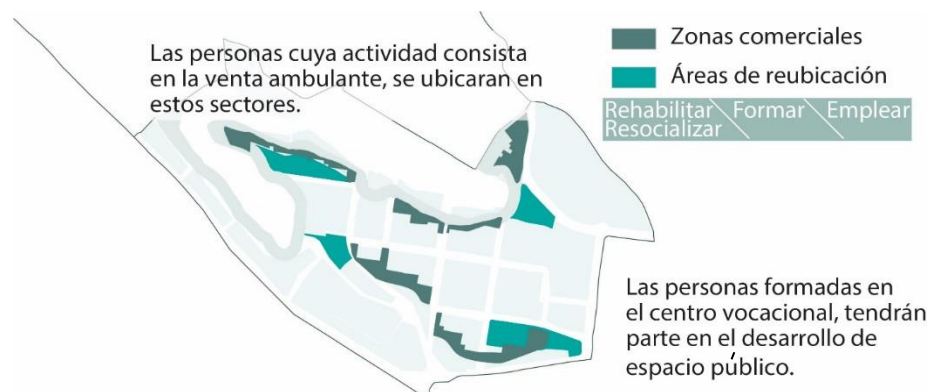 Las personas cuya actividad consista
en la venta ambulante, se ubicaran en
estos sectores.
Zonas comerciales
Áreas de reubicación
Rehabilitar Formar Emplear
Resocializar
Las personas formadas en
el centro vocacional, tendrán
parte en el desarrollo de
espacio público.